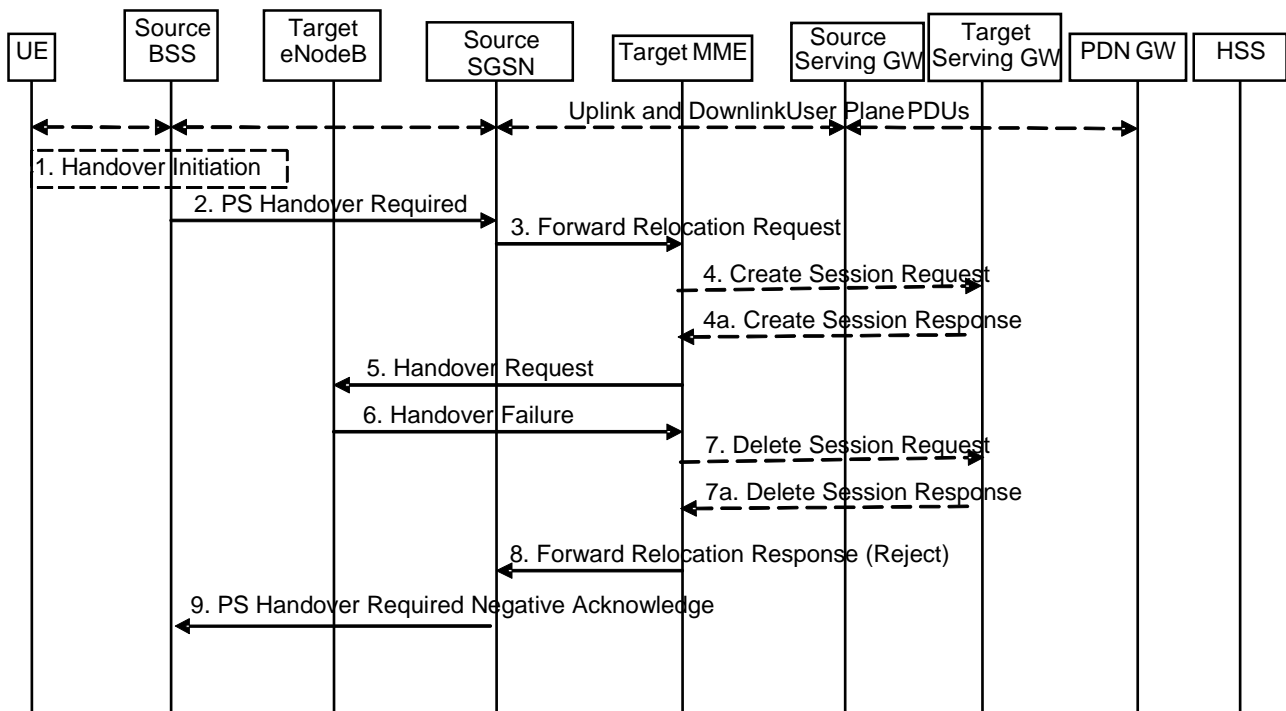 UE
Source
BSS
Target
eNodeB
Source
SGSN
Target MME
Source
Serving GW
Target
Serving GW
PDN GW
HSS
Uplink and DownlinkUser Plane PDUs
1. Handover Initiation
2. PS Handover Required
3. Forward Relocation Request
4. Create Session Request
4a. Create Session Response
5. Handover Request
6. Handover Failure
7. Delete Session Request
7a. Delete Session Response
8. Forward Relocation Response (Reject)
9. PS Handover Required Negative Acknowledge